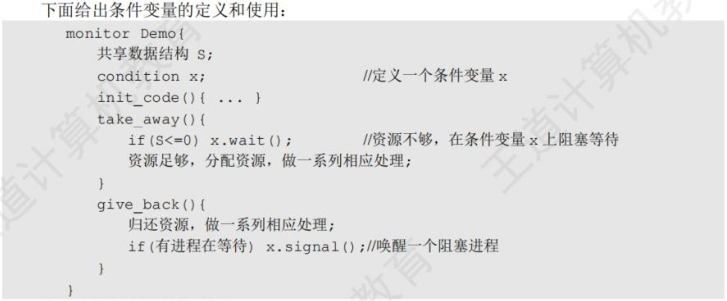 下面给出条件变量的定义和使用：
monitor Demo{
共享数据结构 S;
condition x; //定义一个条件变量 x
init_code(){ ... }
take_away(){
if(S<=0) x.wait(); //资源不够，在条件变量 x 上阻塞等待
资源足够，分配资源，做一系列相应处理;
}
give_back(){
归还资源，做一系列相应处理;
if(有进程在等待) x.signal();//唤醒一个阻塞进程
}
}
王道计算机教育